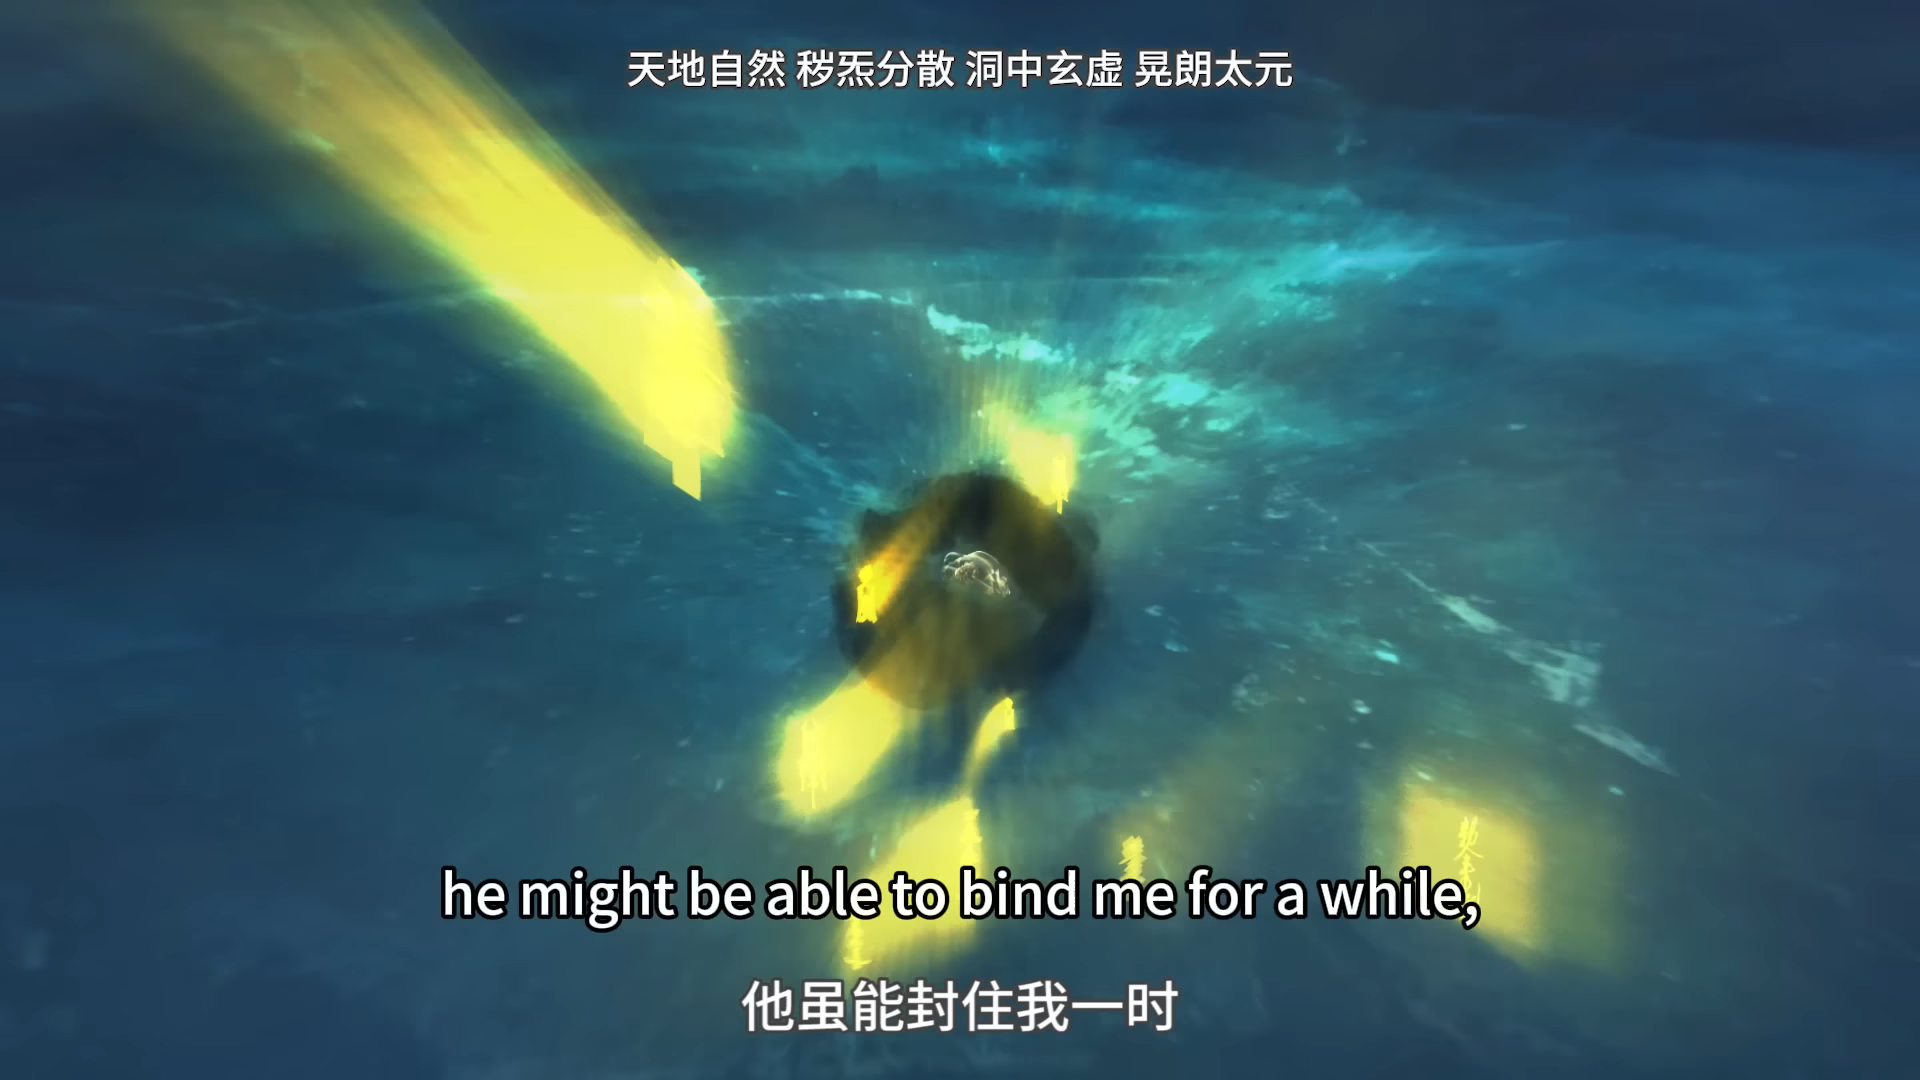 天地自然 秽炁分散 洞中玄虚 晃朗太元
he might be able to bind me for a while,
他虽能封住我一时